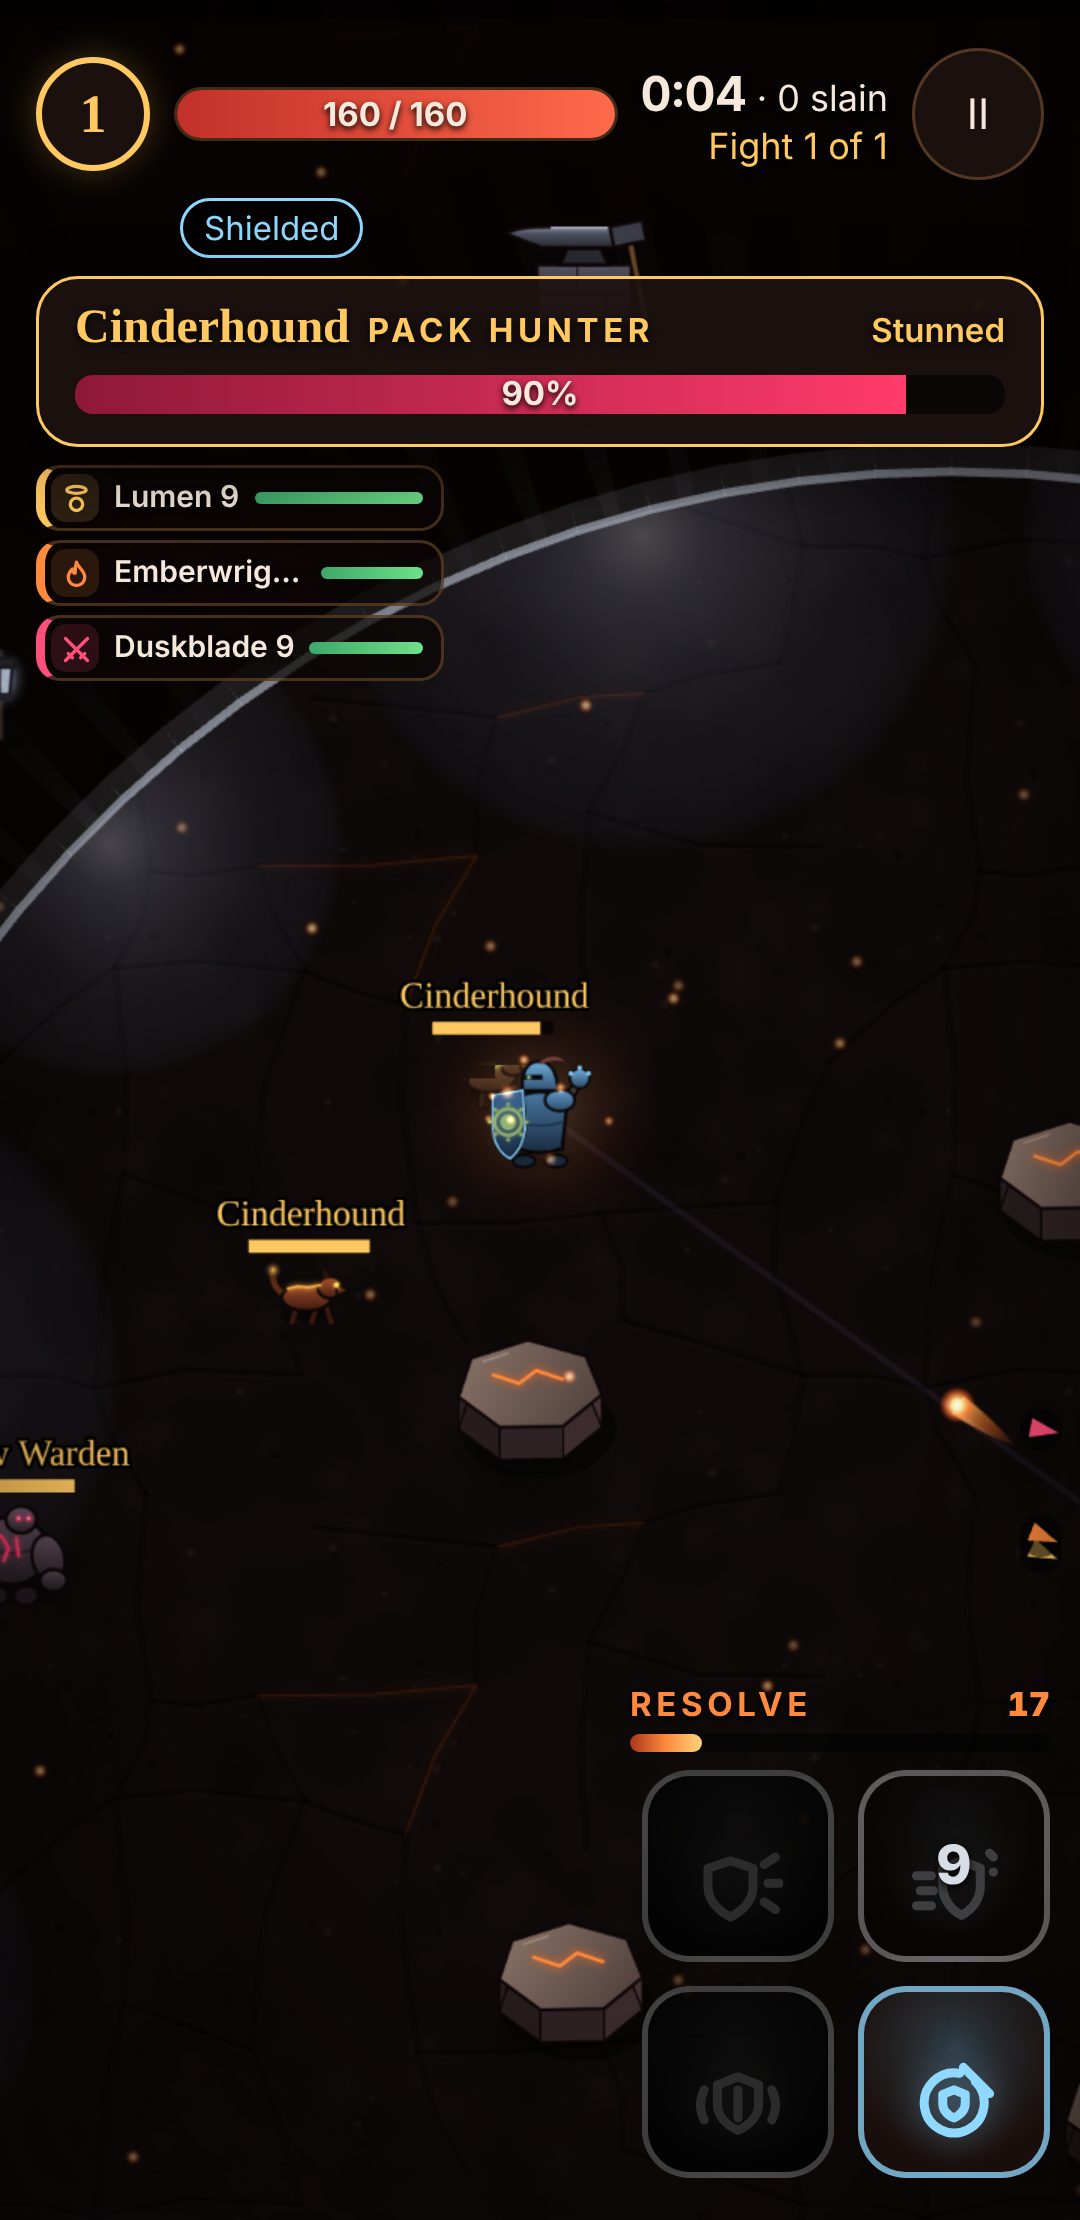 1
160 / 160
0:04 · 0 slain
Fight 1 of 1
Shielded
Cinderhound PACK HUNTER Stunned
90%
Lumen 9
Emberwrig...
Duskblade 9
Cinderhound
Cinderhound
Warden
RESOLVE 17
9